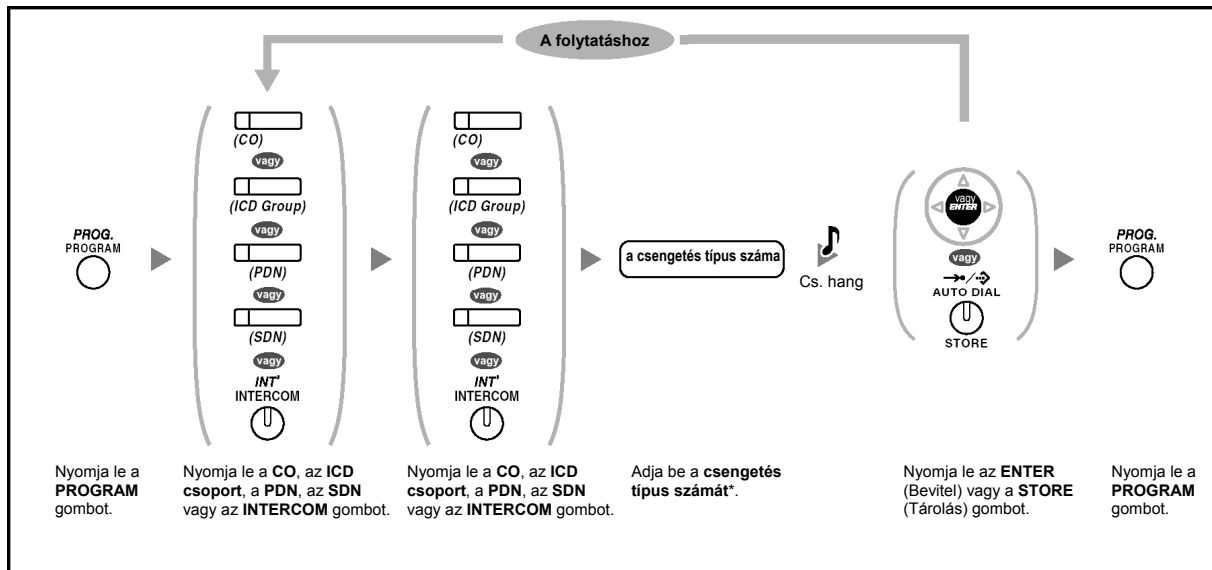 A folytatáshoz
(CO)
vagy
(ICD Group)
vagy
(PDN)
vagy
(SDN)
vagy
INT'
INTERCOM
(CO)
vagy
(ICD Group)
vagy
(PDN)
vagy
(SDN)
vagy
INT'
INTERCOM
PROG.
PROGRAM
a csengetés típus száma
Cs. hang
vagy
ENTER
vagy
AUTO DIAL
STORE
PROG.
PROGRAM
Nyomja le a
PROGRAM
gombot.
Nyomja le a CO, az ICD
csoport, a PDN, az SDN
vagy az INTERCOM gombot.
Nyomja le a CO, az ICD
csoport, a PDN, az SDN
vagy az INTERCOM gombot.
Adja be a csengetés
típus számát*.
Nyomja le az ENTER
(Bevitel) vagy a STORE
(Tárolás) gombot.
Nyomja le a
PROGRAM
gombot.